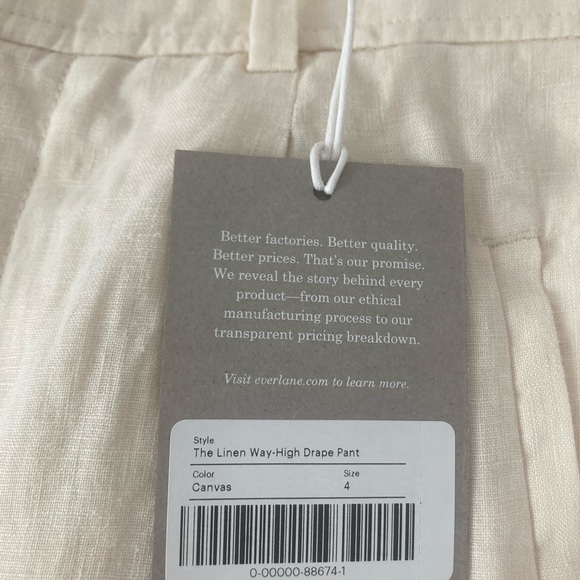 Better factories. Better quality.
Better prices. That's our promise.
We reveal the story behind every
product—from our ethical
manufacturing process to our
transparent pricing breakdown.
Visit everlane.com to learn more.
Style
The Linen Way-High Drape Pant
Color Size
Canvas 4
0-00000-88674-1